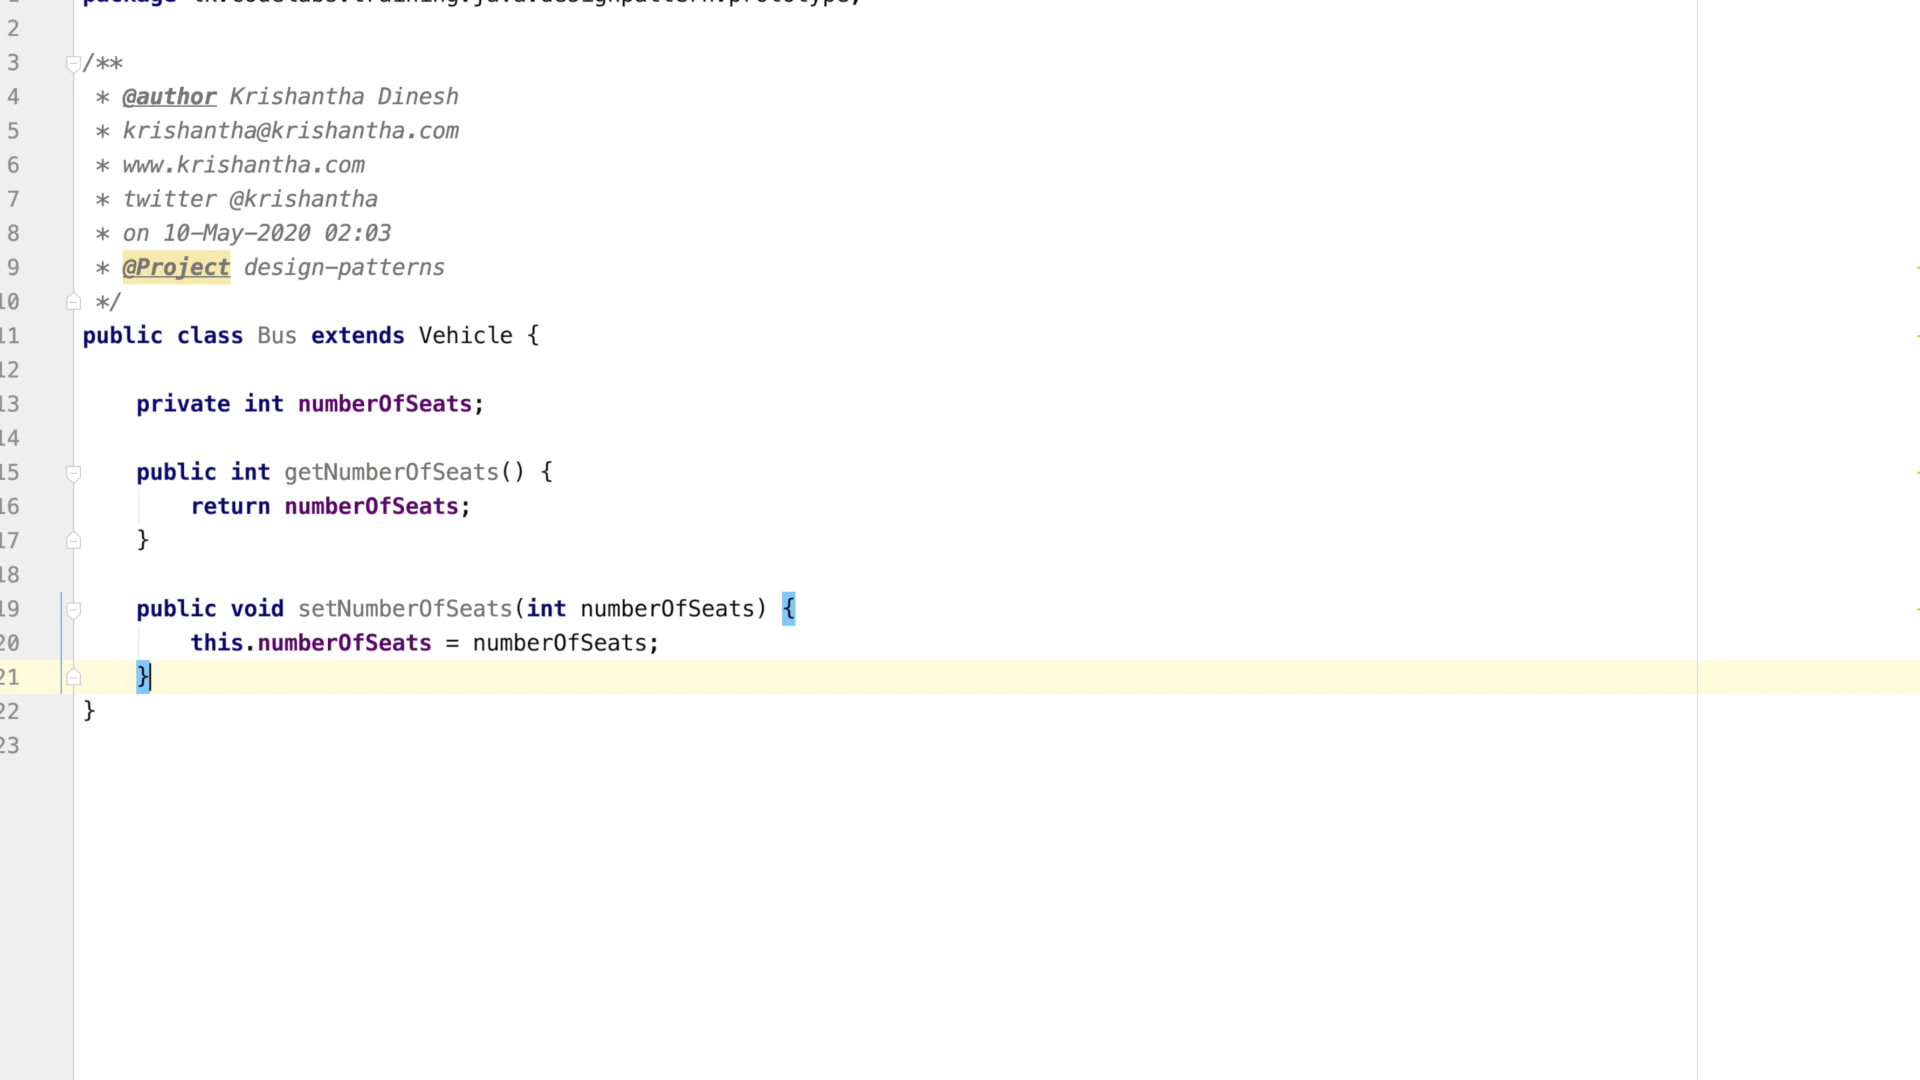 package
2
3 /**
4 * @author Krishantha Dinesh
5 * krishantha@krishantha.com
6 * www.krishantha.com
7 * twitter @krishantha
8 * on 10-May-2020 02:03
9 * @Project design-patterns
10 */
11 public class Bus extends Vehicle {
12
13 private int numberOfSeats;
14
15 public int getNumberOfSeats() {
16 return numberOfSeats;
17 }
18
19 public void setNumberOfSeats(int numberOfSeats) {
20 this.numberOfSeats = numberOfSeats;
21 }
22 }
23